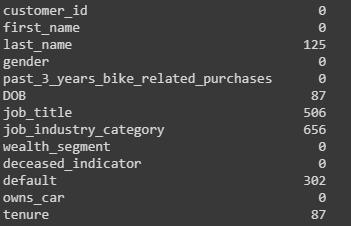 customer_id 0
first_name 0
last_name 125
gender 0
past_3_years_bike_related_purchases 0
DOB 87
job_title 506
job_industry_category 656
wealth_segment 0
deceased_indicator 0
default 302
owns_car 0
tenure 87